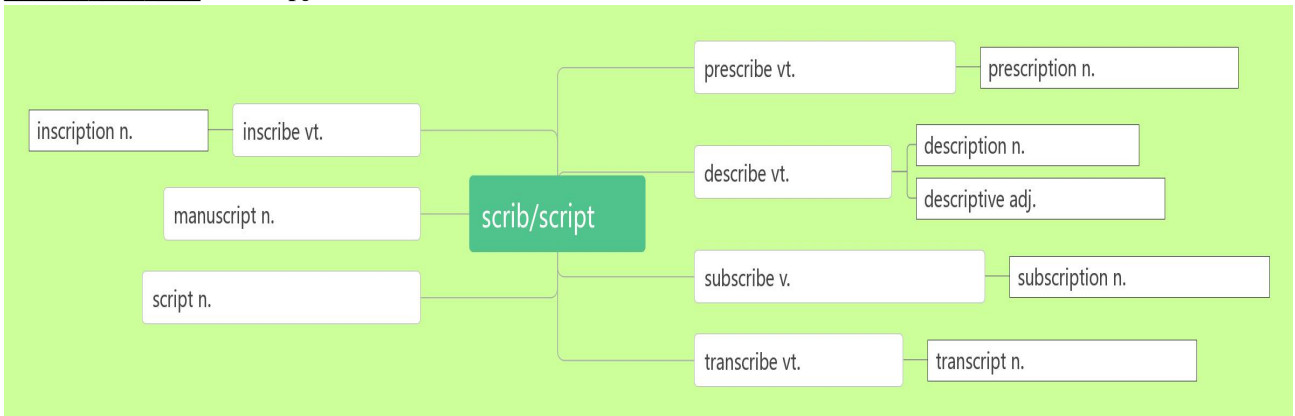 scrib/script
prescribe vt.
prescription n.
describe vt.
description n.
descriptive adj.
subscribe v.
subscription n.
transcribe vt.
transcript n.
inscribe vt.
inscription n.
manuscript n.
script n.